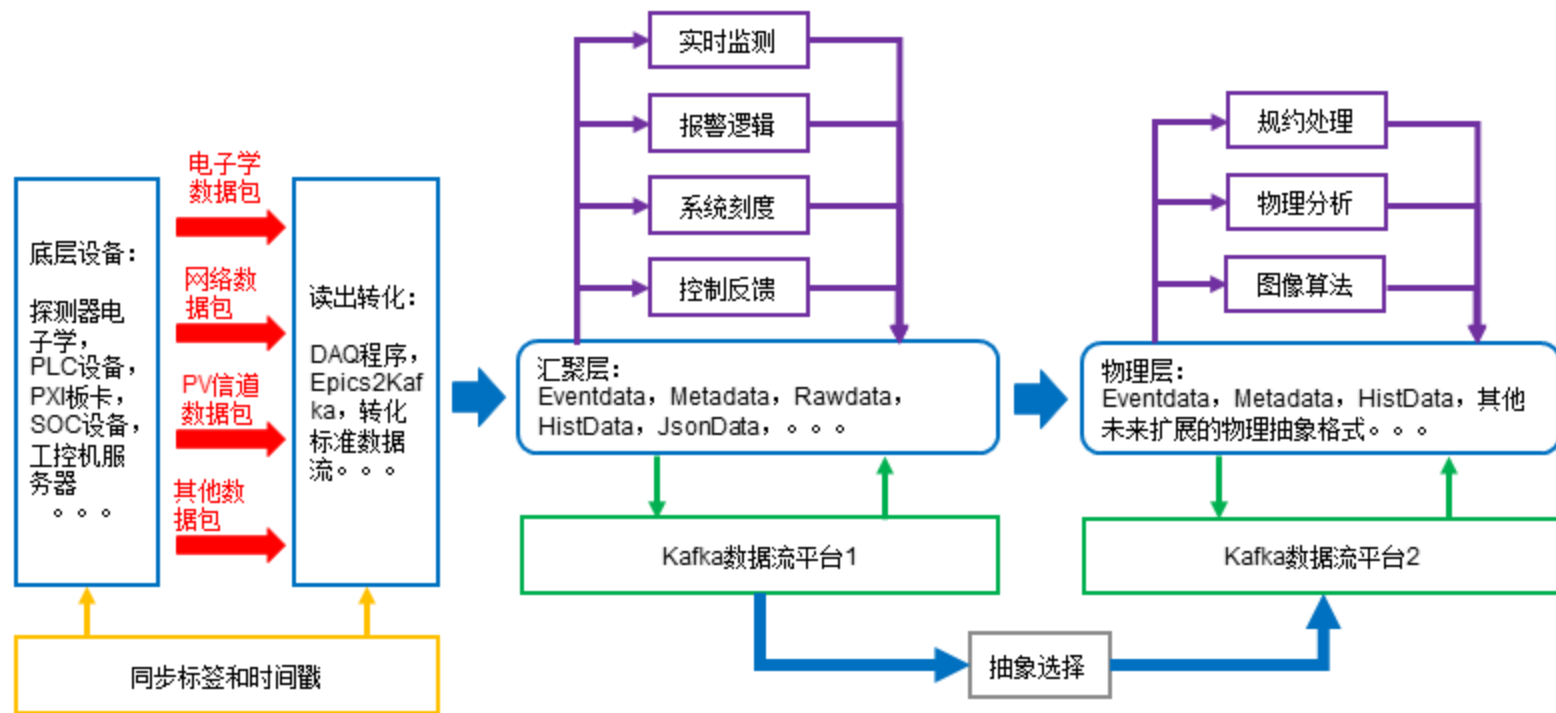 底层设备：
探测器电
子学，
PLC设备，
PXI板卡，
SOC设备，
工控机服
务器
。。。
电子学
数据包
网络数
据包
PV信道
数据包
其他数
据包
读出转化：
DAQ程序，
Epics2Kaf
ka，转化
标准数据
流。。。
同步标签和时间戳
实时监测
报警逻辑
系统刻度
控制反馈
汇聚层：
Eventdata，Metadata，Rawdata，
HistData，JsonData，。。。
Kafka数据流平台1
抽象选择
规约处理
物理分析
图像算法
物理层：
Eventdata，Metadata，HistData，其他
未来扩展的物理抽象格式。。。
Kafka数据流平台2